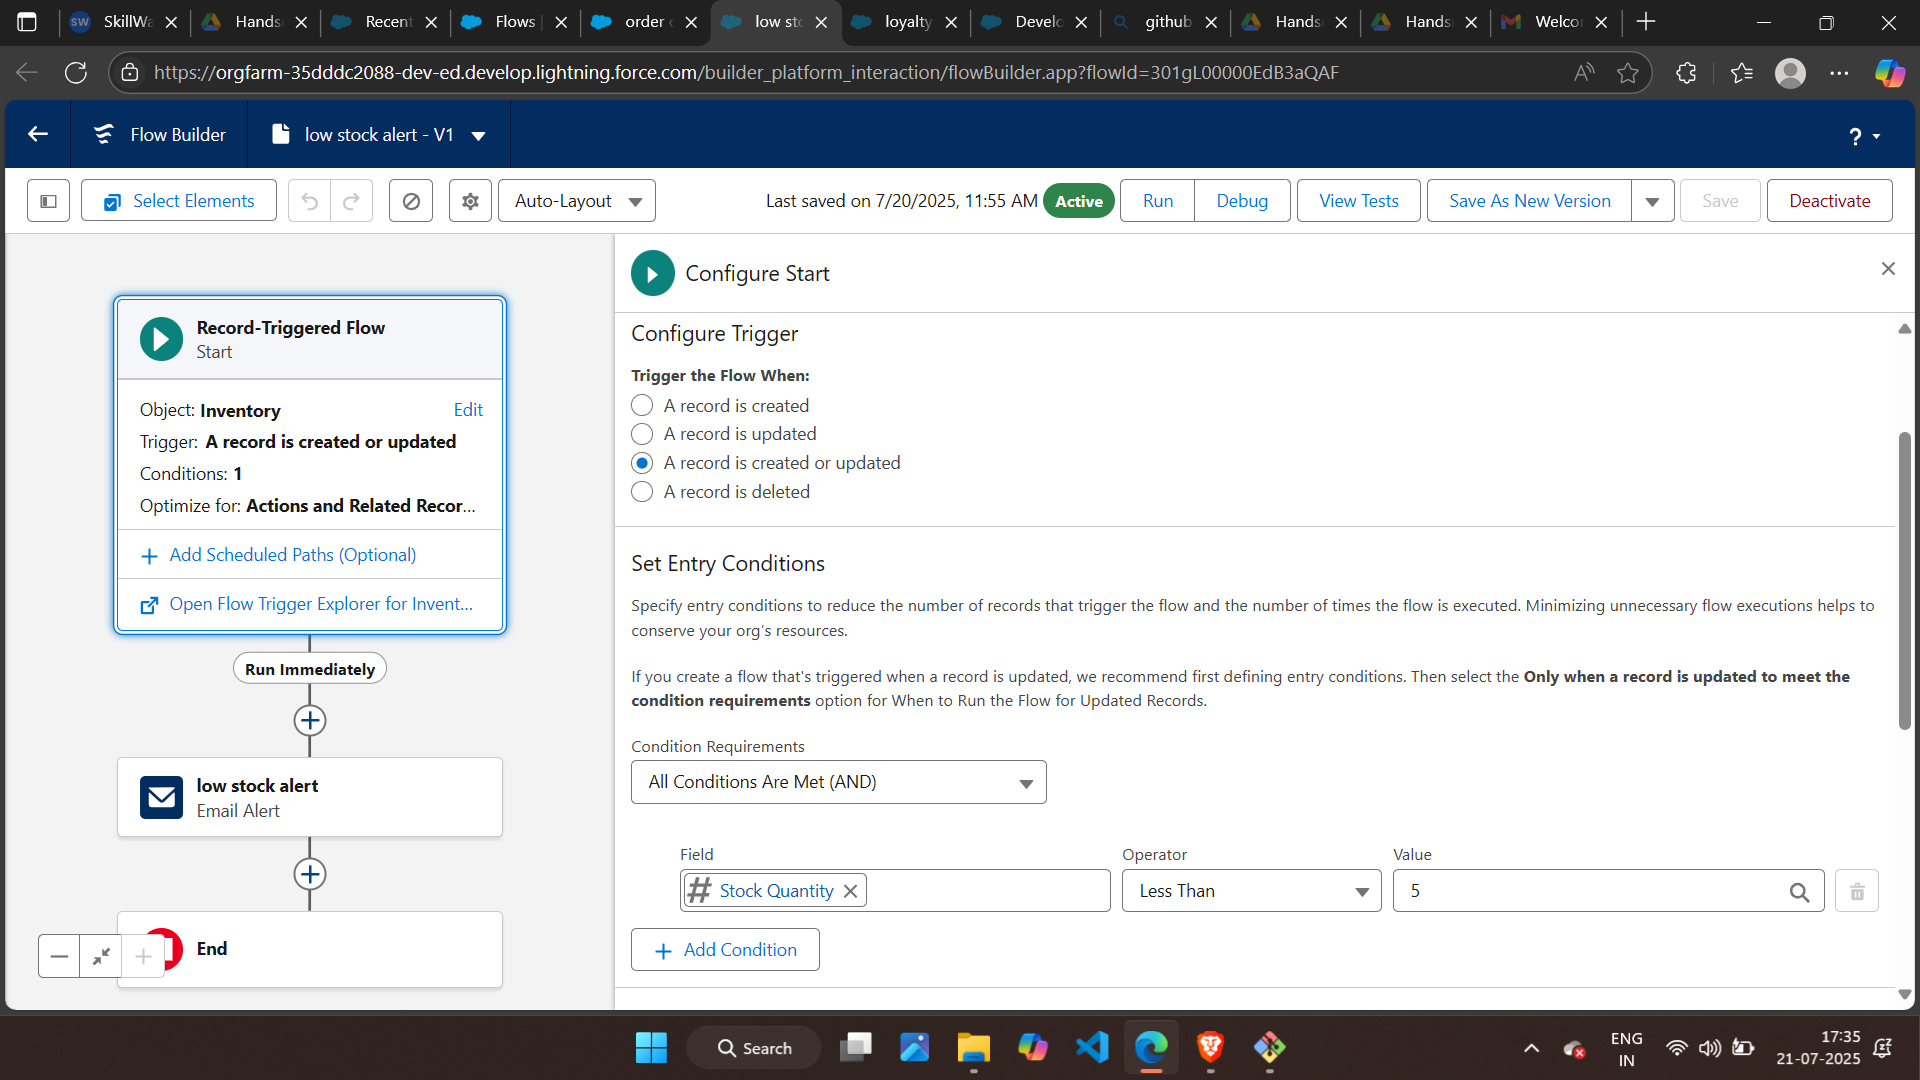 SkillWa
Hands
Recent
Flows
order
low sto
loyalty
Develo
github
Hands
Hands
Welco
https://orgfarm-35dddc2088-dev-ed.develop.lightning.force.com/builder_platform_interaction/flowBuilder.app?flowId=301gL00000EdB3aQAF
Flow Builder
low stock alert - V1
?
Select Elements
Auto-Layout
Last saved on 7/20/2025, 11:55 AM
Active
Run
Debug
View Tests
Save As New Version
Save
Deactivate
Record-Triggered Flow
Start
Object: Inventory
Edit
Trigger: A record is created or updated
Conditions: 1
Optimize for: Actions and Related Recor...
Add Scheduled Paths (Optional)
Open Flow Trigger Explorer for Invent...
Run Immediately
low stock alert
Email Alert
End
Configure Start
Configure Trigger
Trigger the Flow When:
A record is created
A record is updated
A record is created or updated
A record is deleted
Set Entry Conditions
Specify entry conditions to reduce the number of records that trigger the flow and the number of times the flow is executed. Minimizing unnecessary flow executions helps to
conserve your org’s resources.
If you create a flow that's triggered when a record is updated, we recommend first defining entry conditions. Then select the Only when a record is updated to meet the
condition requirements option for When to Run the Flow for Updated Records.
Condition Requirements
All Conditions Are Met (AND)
Field
Operator
Value
# Stock Quantity
Less Than
5
Add Condition
Search
ENG
IN
17:35
21-07-2025